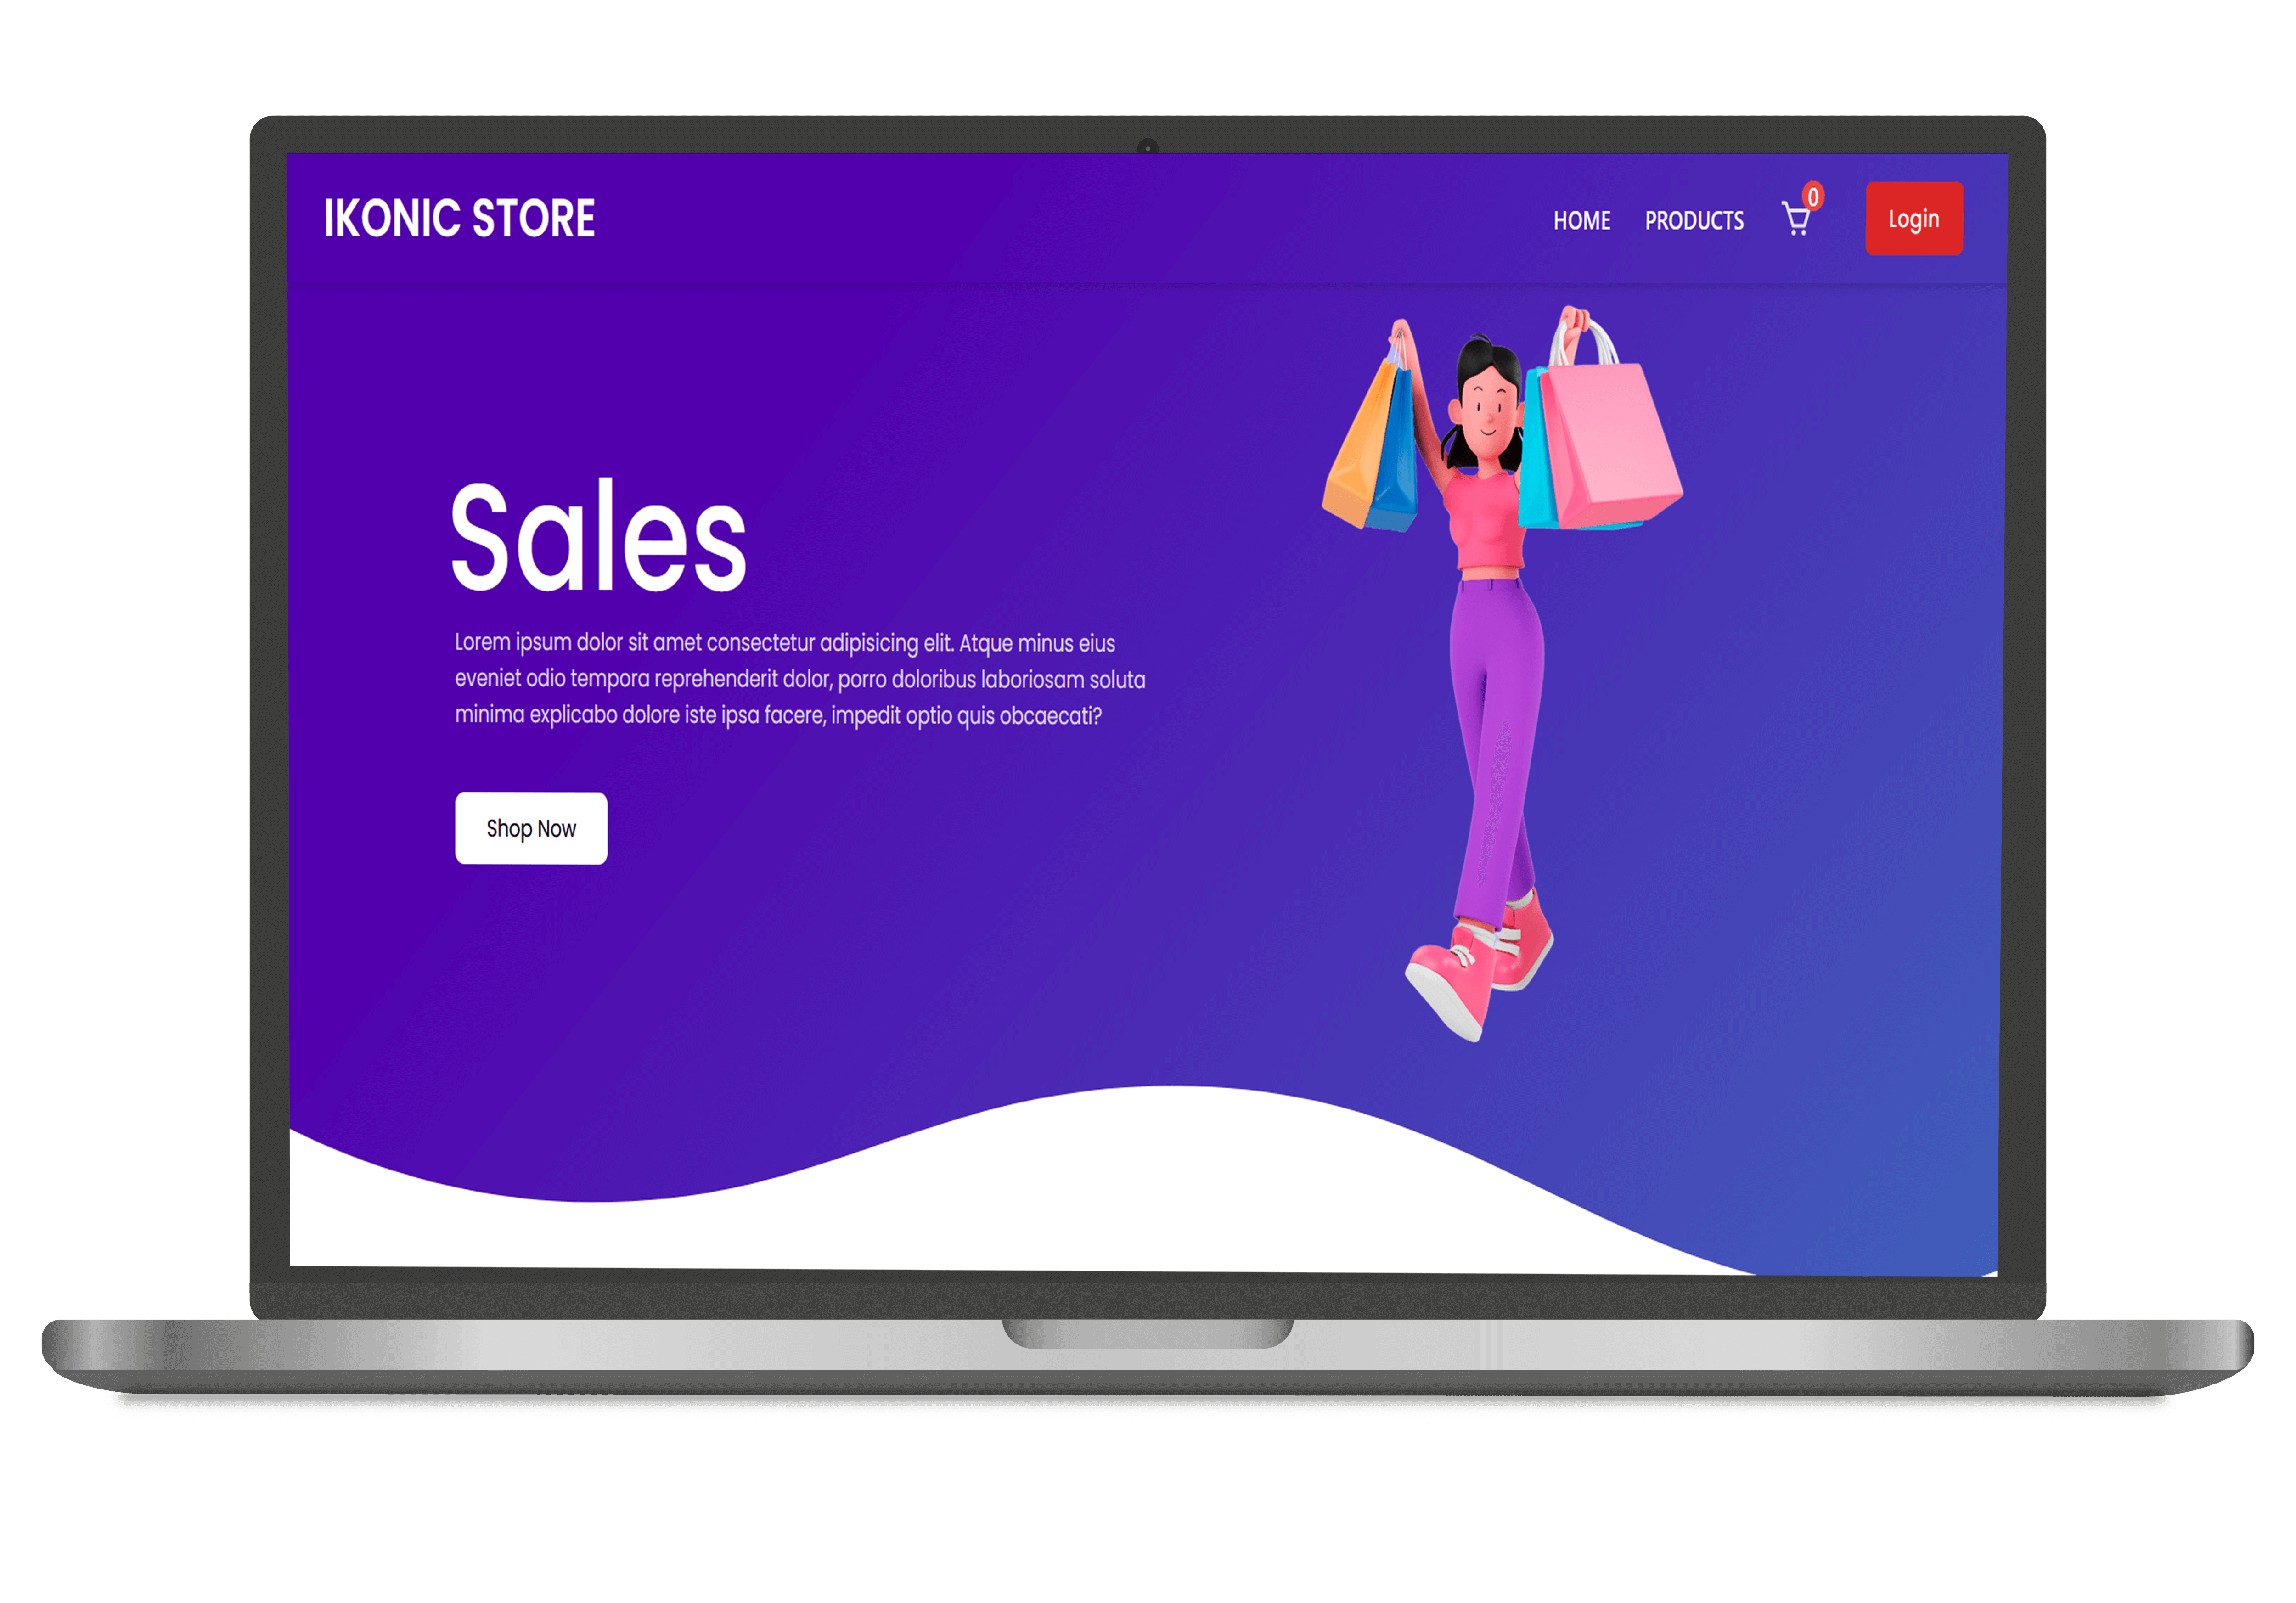 IKONIC STORE
HOME PRODUCTS 0 Login
Sales
Lorem ipsum dolor sit amet consectetur adipisicing elit. Atque minus eius
eveniet odio tempora reprehenderit dolor, porro doloribus laboriosam soluta
minima explicabo dolore iste ipsa facere, impedit optio quis obcaecati?
Shop Now